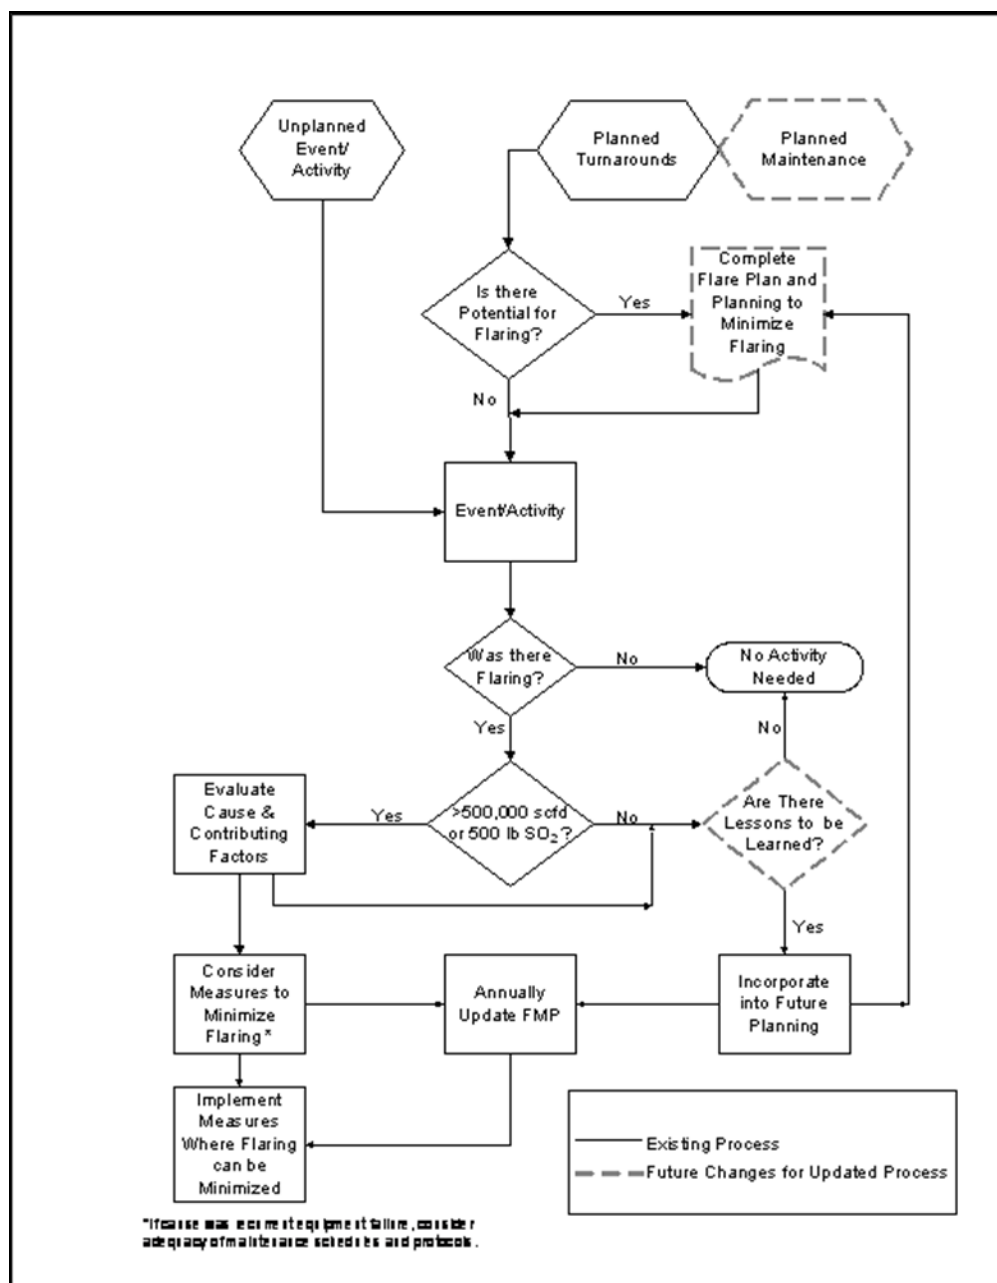 Unplanned
Event/
Activity
Planned
Turnarounds
Planned
Maintenance
Is there
Potential for
Flaring?
Yes
Complete
Flare Plan and
Planning to
Minimize
Flaring
No
Event/Activity
Was there
Flaring?
No
No Activity
Needed
Yes
No
Evaluate
Cause &
Contributing
Factors
Yes
>500,000 scfd
or 500 lb SO₂?
No
Are There
Lessons to be
Learned?
Yes
Consider
Measures to
Minimize
Flaring*
Annually
Update FMP
Incorporate
into Future
Planning
Implement
Measures
Where Flaring
can be
Minimized
Existing Process
Future Changes for Updated Process
*If cause was recurrent equipment failure, consider
adequacy of maintenance schedules and protocols.